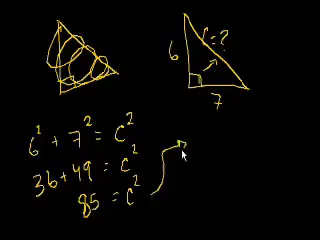 c = ?
6
7
6² + 7² = c²
36 + 49 = c²
85 = c²